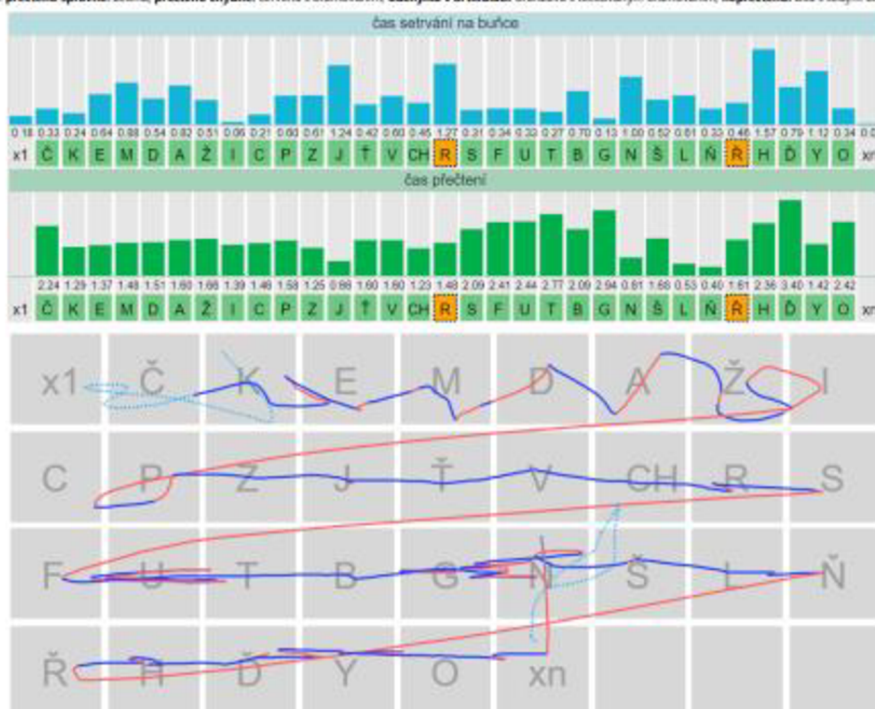 čas setrvání na buňce
0.18 0.33 0.24 0.64 0.88 0.54 0.82 0.51 0.06 0.21 0.60 0.61 1.24 0.42 0.60 0.45 1.27 0.31 0.34 0.33 0.27 0.70 0.13 1.00 0.52 0.61 0.33 0.46 1.57 0.79 1.12 0.34
x1 Č K E M D A Ž I C P Z J Ť V CH R S F U T B G N Š L Ň Ř H Ď Y O xn
čas přečtení
2.24 1.29 1.37 1.48 1.51 1.60 1.66 1.39 1.46 1.58 1.25 0.66 1.60 1.60 1.23 1.48 2.09 2.41 2.44 2.77 2.09 2.94 0.81 1.68 0.53 0.40 1.61 2.36 3.40 1.42 2.42
x1 Č K E M D A Ž I C P Z J Ť V CH R S F U T B G N Š L Ň Ř H Ď Y O xn
x1 Č K E M D A Ž I
C P Z J Ť V CH R S
F U T B G N Š L Ň
Ř H Ď Y O xn